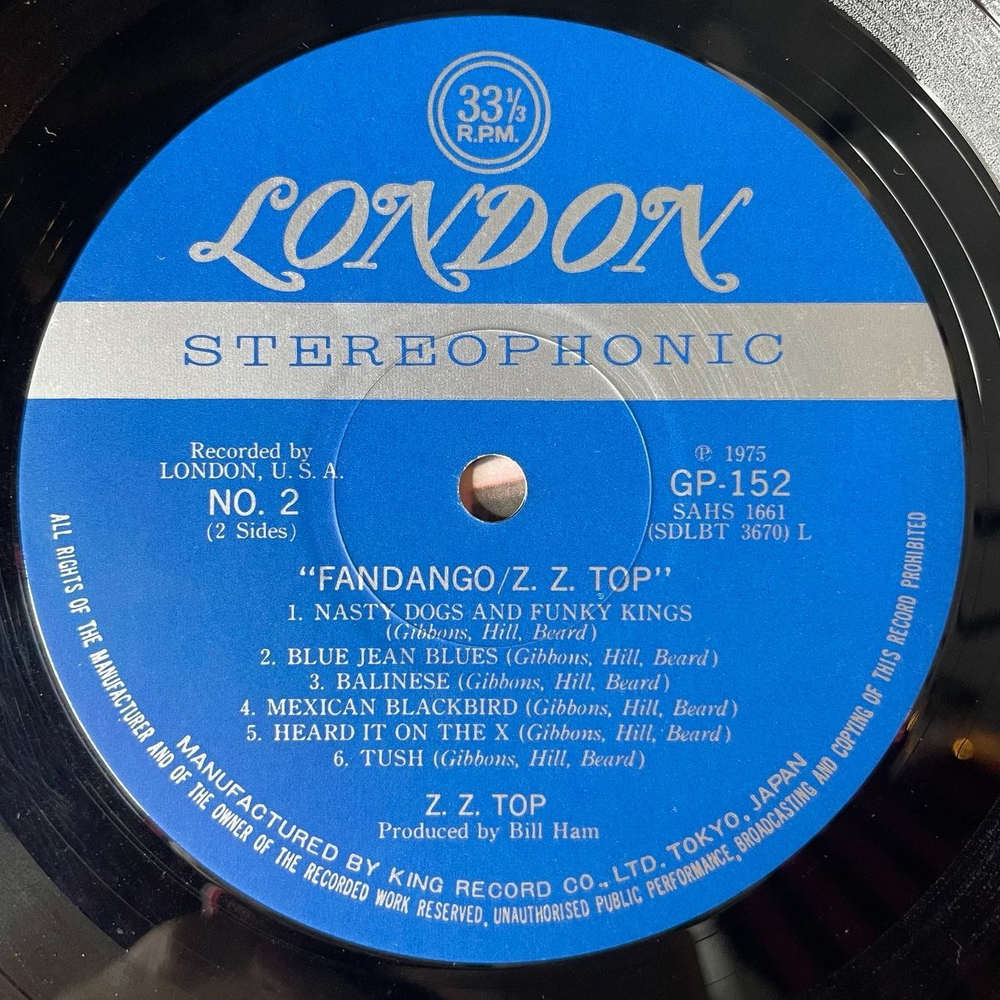 33⅓
R.P.M.
LONDON
STEREOPHONIC
Recorded by
LONDON, U. S. A.
NO. 2
(2 Sides)
℗ 1975
GP-152
SAHS 1661
(SDLBT 3670) L
“FANDANGO/Z. Z. TOP”
1. NASTY DOGS AND FUNKY KINGS
(Gibbons, Hill, Beard)
2. BLUE JEAN BLUES (Gibbons, Hill, Beard)
3. BALINESE (Gibbons, Hill, Beard)
4. MEXICAN BLACKBIRD (Gibbons, Hill, Beard)
5. HEARD IT ON THE X (Gibbons, Hill, Beard)
6. TUSH (Gibbons, Hill, Beard)
Z. Z. TOP
Produced by Bill Ham
MANUFACTURED BY KING RECORD CO., LTD. TOKYO, JAPAN
ALL RIGHTS OF THE MANUFACTURER AND OF THE OWNER OF THE RECORDED WORK RESERVED, UNAUTHORISED PUBLIC PERFORMANCE, BROADCASTING AND COPYING OF THIS RECORD PROHIBITED